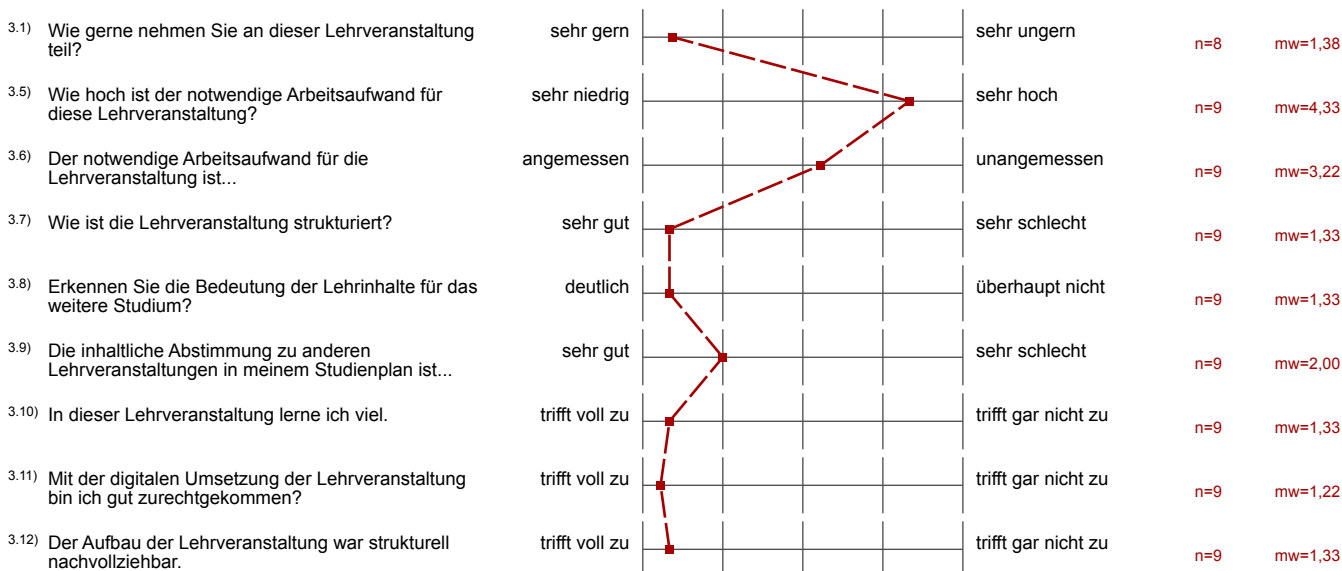 3.1) Wie gerne nehmen Sie an dieser Lehrveranstaltung teil? sehr gern sehr ungern n=8 mw=1,38
3.5) Wie hoch ist der notwendige Arbeitsaufwand für diese Lehrveranstaltung? sehr niedrig sehr hoch n=9 mw=4,33
3.6) Der notwendige Arbeitsaufwand für die Lehrveranstaltung ist... angemessen unangemessen n=9 mw=3,22
3.7) Wie ist die Lehrveranstaltung strukturiert? sehr gut sehr schlecht n=9 mw=1,33
3.8) Erkennen Sie die Bedeutung der Lehrinhalte für das weitere Studium? deutlich überhaupt nicht n=9 mw=1,33
3.9) Die inhaltliche Abstimmung zu anderen Lehrveranstaltungen in meinem Studienplan ist... sehr gut sehr schlecht n=9 mw=2,00
3.10) In dieser Lehrveranstaltung lerne ich viel. trifft voll zu trifft gar nicht zu n=9 mw=1,33
3.11) Mit der digitalen Umsetzung der Lehrveranstaltung bin ich gut zurechtgekommen? trifft voll zu trifft gar nicht zu n=9 mw=1,22
3.12) Der Aufbau der Lehrveranstaltung war strukturell nachvollziehbar. trifft voll zu trifft gar nicht zu n=9 mw=1,33